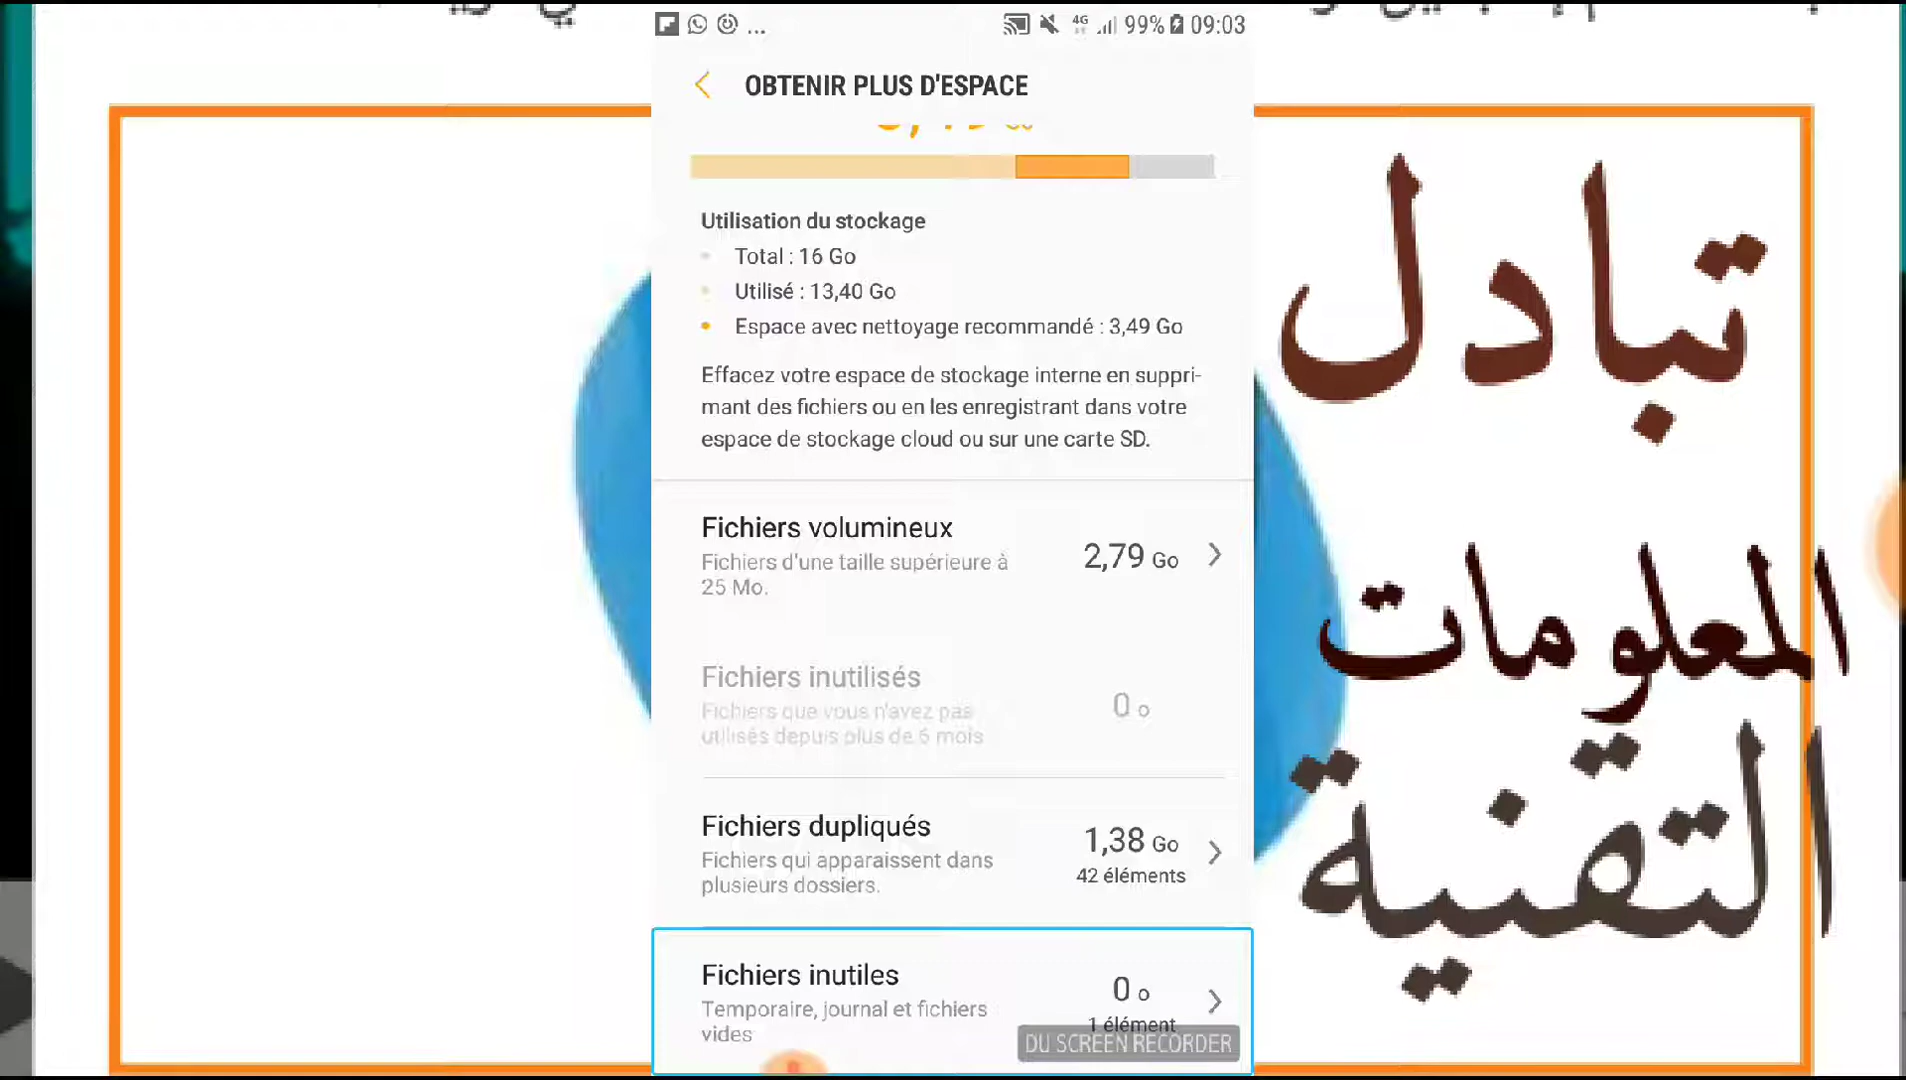 ... 4G 99% 09:03
OBTENIR PLUS D'ESPACE
Utilisation du stockage
Total : 16 Go
Utilisé : 13,40 Go
Espace avec nettoyage recommandé : 3,49 Go
Effacez votre espace de stockage interne en suppri-
mant des fichiers ou en les enregistrant dans votre
espace de stockage cloud ou sur une carte SD.
Fichiers volumineux
Fichiers d'une taille supérieure à
25 Mo.
2,79 Go
Fichiers inutilisés
Fichiers que vous n'avez pas
utilisés depuis plus de 6 mois
0 o
Fichiers dupliqués
Fichiers qui apparaissent dans
plusieurs dossiers.
1,38 Go
42 éléments
Fichiers inutiles
Temporaire, journal et fichiers
vides
0 o
1 élément
DU SCREEN RECORDER
تبادل
المعلومات
التقنية